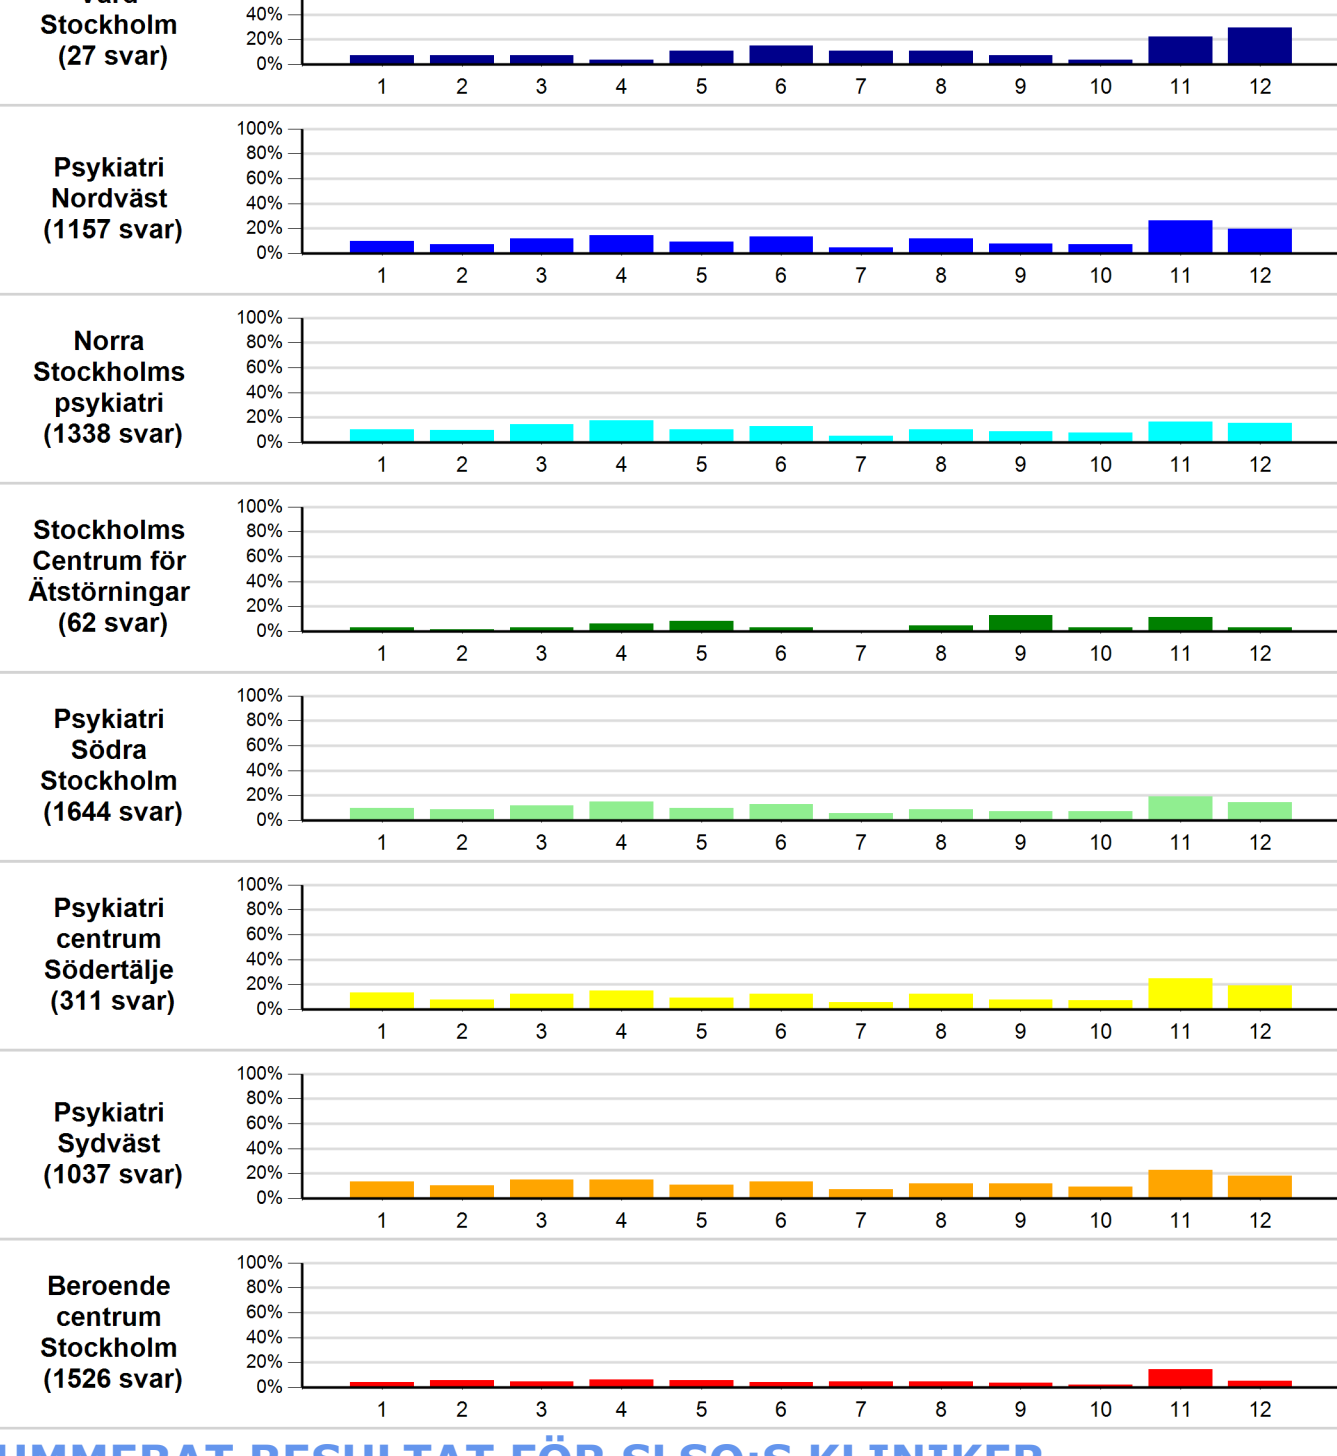 Vård
Stockholm
(27 svar)
40%
20%
0%
1 2 3 4 5 6 7 8 9 10 11 12
Psykiatri
Nordväst
(1157 svar)
100%
80%
60%
40%
20%
0%
1 2 3 4 5 6 7 8 9 10 11 12
Norra
Stockholms
psykiatri
(1338 svar)
100%
80%
60%
40%
20%
0%
1 2 3 4 5 6 7 8 9 10 11 12
Stockholms
Centrum för
Ätstörningar
(62 svar)
100%
80%
60%
40%
20%
0%
1 2 3 4 5 6 7 8 9 10 11 12
Psykiatri
Södra
Stockholm
(1644 svar)
100%
80%
60%
40%
20%
0%
1 2 3 4 5 6 7 8 9 10 11 12
Psykiatri
centrum
Södertälje
(311 svar)
100%
80%
60%
40%
20%
0%
1 2 3 4 5 6 7 8 9 10 11 12
Psykiatri
Sydväst
(1037 svar)
100%
80%
60%
40%
20%
0%
1 2 3 4 5 6 7 8 9 10 11 12
Beroende
centrum
Stockholm
(1526 svar)
100%
80%
60%
40%
20%
0%
1 2 3 4 5 6 7 8 9 10 11 12
UMMERAT RESULTAT FÖR SLSO:S KLINIKER